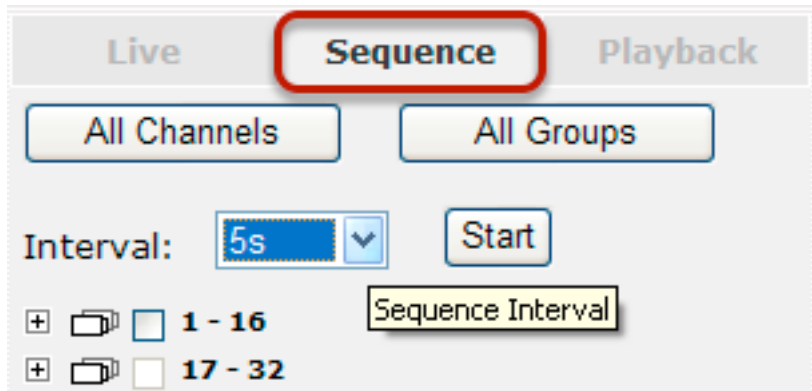 Live Sequence Playback
All Channels All Groups
Interval: 5s Start
Sequence Interval
1 - 16
17 - 32